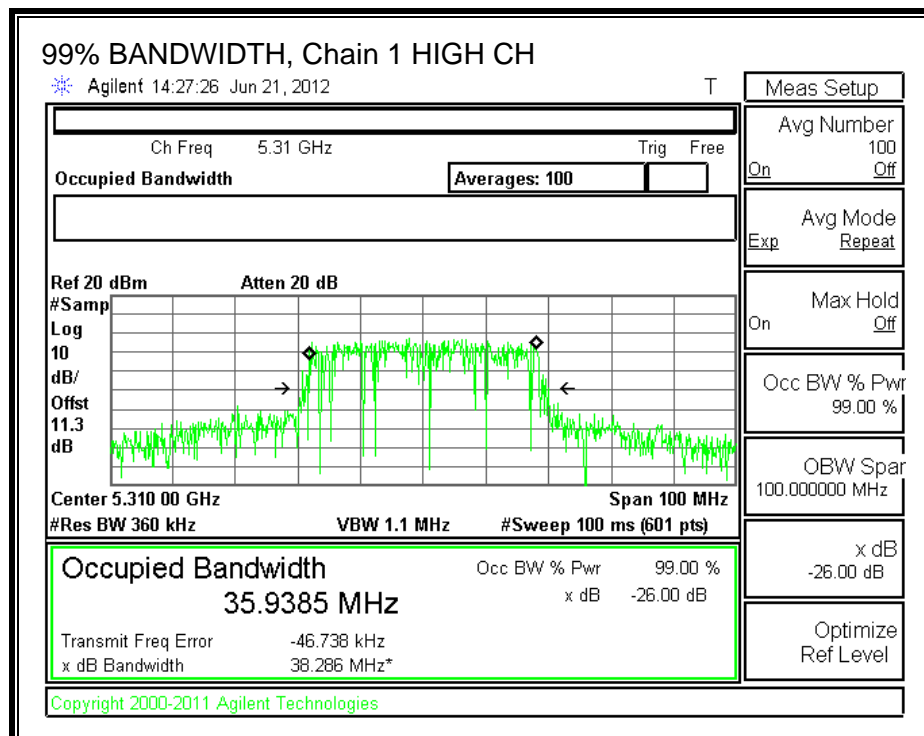 99% BANDWIDTH, Chain 1 HIGH CH
Agilent 14:27:26 Jun 21, 2012 T
Ch Freq 5.31 GHz Trig Free
Occupied Bandwidth Averages: 100
Ref 20 dBm Atten 20 dB
#Samp
Log
10
dB/
Offst
11.3
dB
Center 5.310 00 GHz Span 100 MHz
#Res BW 360 kHz VBW 1.1 MHz #Sweep 100 ms (601 pts)
Occupied Bandwidth Occ BW % Pwr 99.00 %
35.9385 MHz x dB -26.00 dB
Transmit Freq Error -46.738 kHz
x dB Bandwidth 38.286 MHz*
Copyright 2000-2011 Agilent Technologies
Meas Setup
Avg Number
100
On Off
Avg Mode
Exp Repeat
Max Hold
On Off
Occ BW % Pwr
99.00 %
OBW Span
100.000000 MHz
x dB
-26.00 dB
Optimize
Ref Level